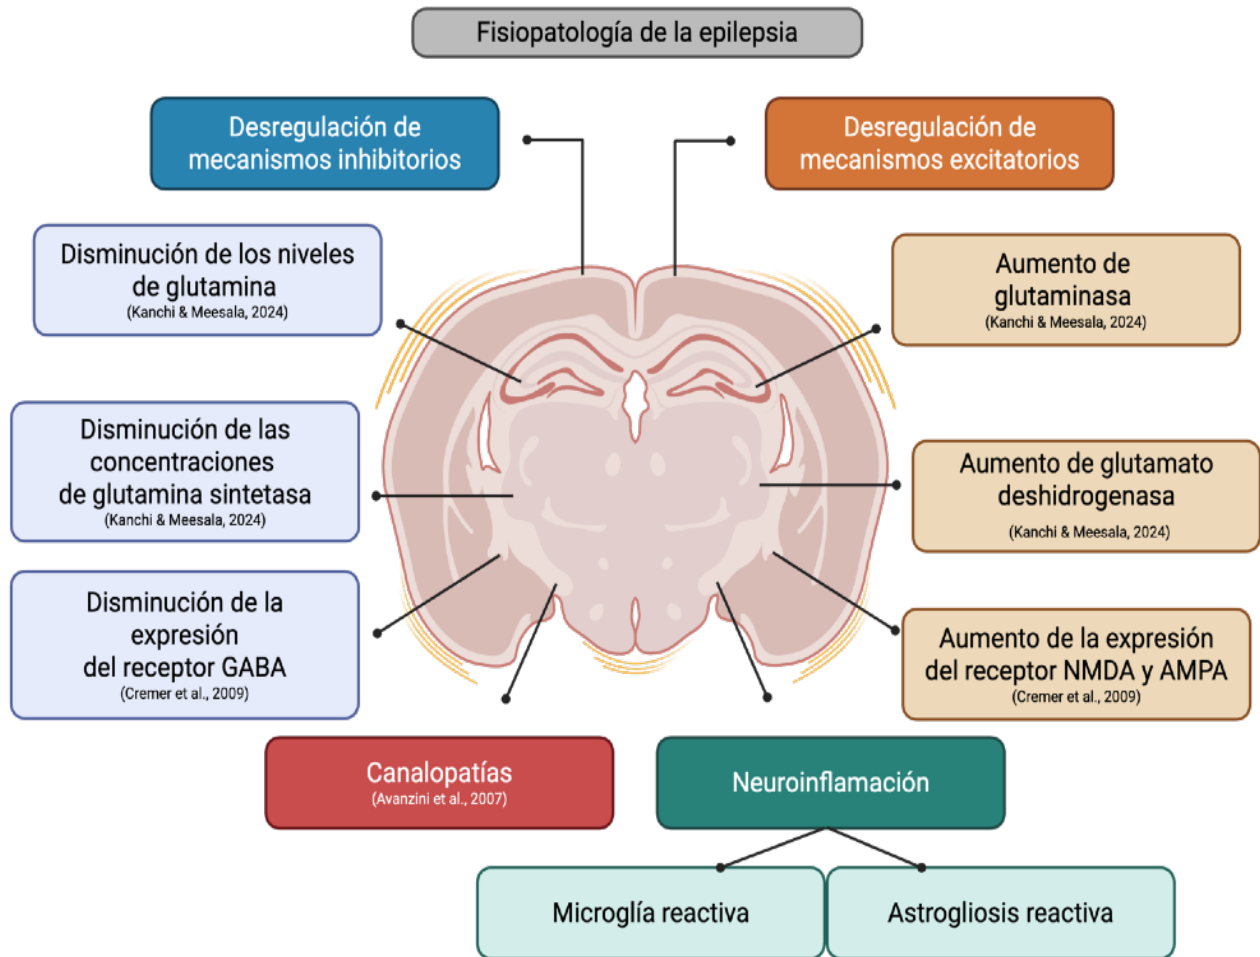 Fisiopatología de la epilepsia
Desregulación de
mecanismos inhibitorios
Desregulación de
mecanismos excitatorios
Disminución de los niveles
de glutamina
(Kanchi & Meesala, 2024)
Aumento de
glutaminasa
(Kanchi & Meesala, 2024)
Disminución de las
concentraciones
de glutamina sintetasa
(Kanchi & Meesala, 2024)
Aumento de glutamato
deshidrogenasa
(Kanchi & Meesala, 2024)
Disminución de la
expresión
del receptor GABA
(Cremer et al., 2009)
Aumento de la expresión
del receptor NMDA y AMPA
(Cremer et al., 2009)
Canalopatías
(Avanzini et al., 2007)
Neuroinflamación
Microglía reactiva
Astrogliosis reactiva